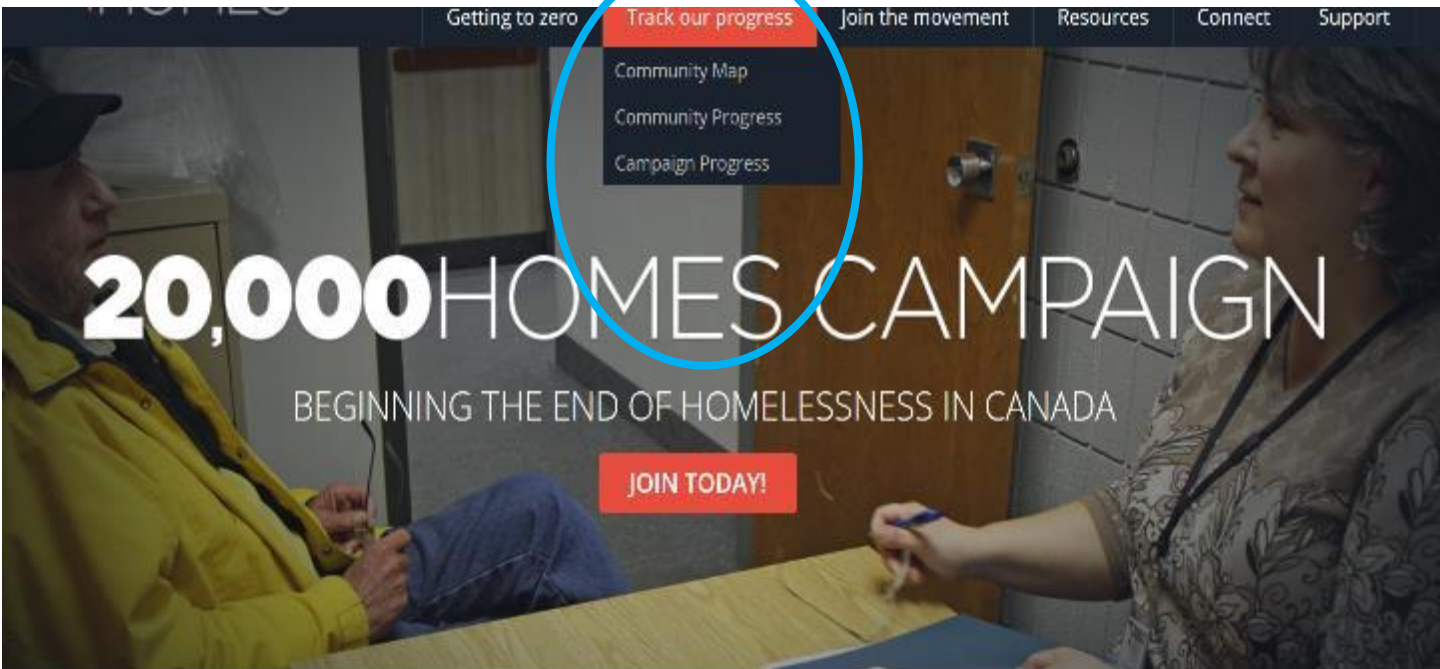 HOMES
Getting to zero Track our progress Join the movement Resources Connect Support
Community Map
Community Progress
Campaign Progress
20,000HOMES CAMPAIGN
BEGINNING THE END OF HOMELESSNESS IN CANADA
JOIN TODAY!